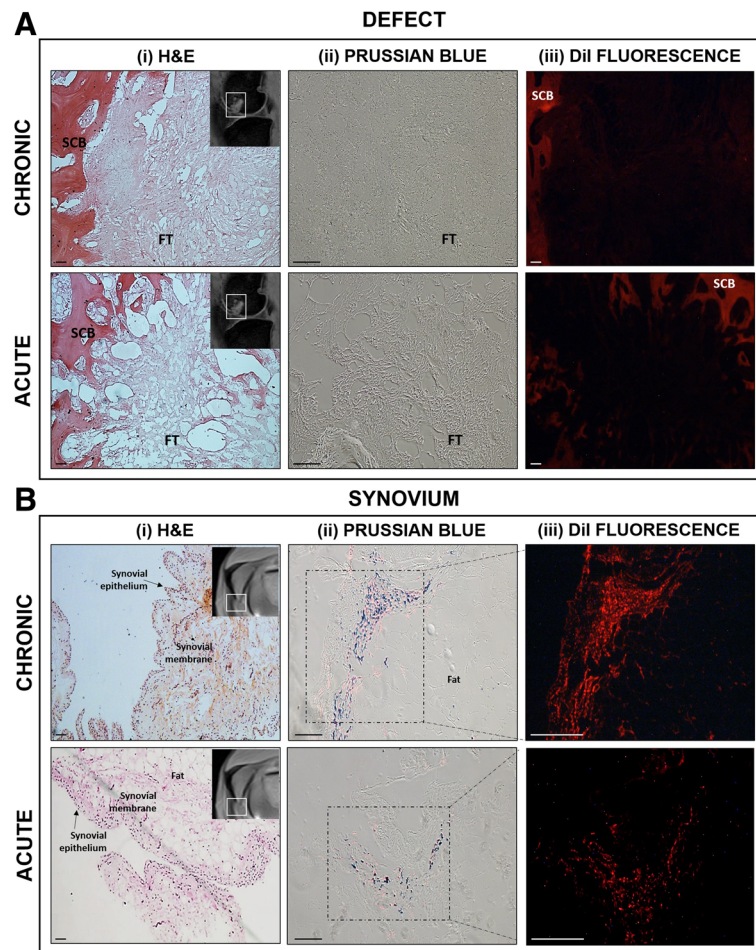 A
DEFECT
(i) H&E
(ii) PRUSSIAN BLUE
(iii) DiI FLUORESCENCE
CHRONIC
SCB
FT
FT
SCB
ACUTE
SCB
FT
FT
SCB
B
SYNOVIUM
(i) H&E
(ii) PRUSSIAN BLUE
(iii) DiI FLUORESCENCE
CHRONIC
Synovial
epithelium
Synovial
membrane
Fat
ACUTE
Fat
Synovial
membrane
Synovial
epithelium